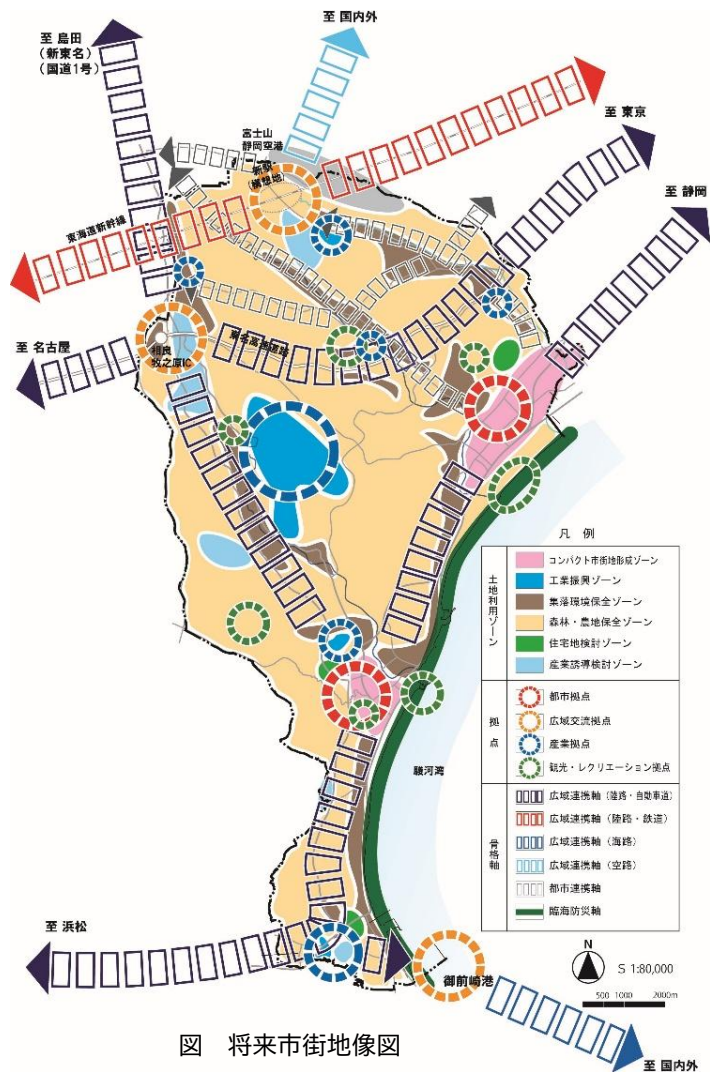 至 島田
（新東名）
（国道1号）
至 国内外
富士山
静岡空港
新駅
（構想地）
至 東京
至 静岡
東海道新幹線
至 名古屋
相良
牧之原IC
東名高速道路
駿河湾
至 浜松
御前崎港
至 国内外
凡 例
土地利用ゾーン
コンパクト市街地形成ゾーン
工業振興ゾーン
集落環境保全ゾーン
森林・農地保全ゾーン
住宅地検討ゾーン
産業誘導検討ゾーン
拠点
都市拠点
広域交流拠点
産業拠点
観光・レクリエーション拠点
骨格軸
広域連携軸（陸路・自動車道）
広域連携軸（陸路・鉄道）
広域連携軸（海路）
広域連携軸（空路）
都市連携軸
臨海防災軸
N
S 1:80,000
500 1000 2000m
図 将来市街地像図